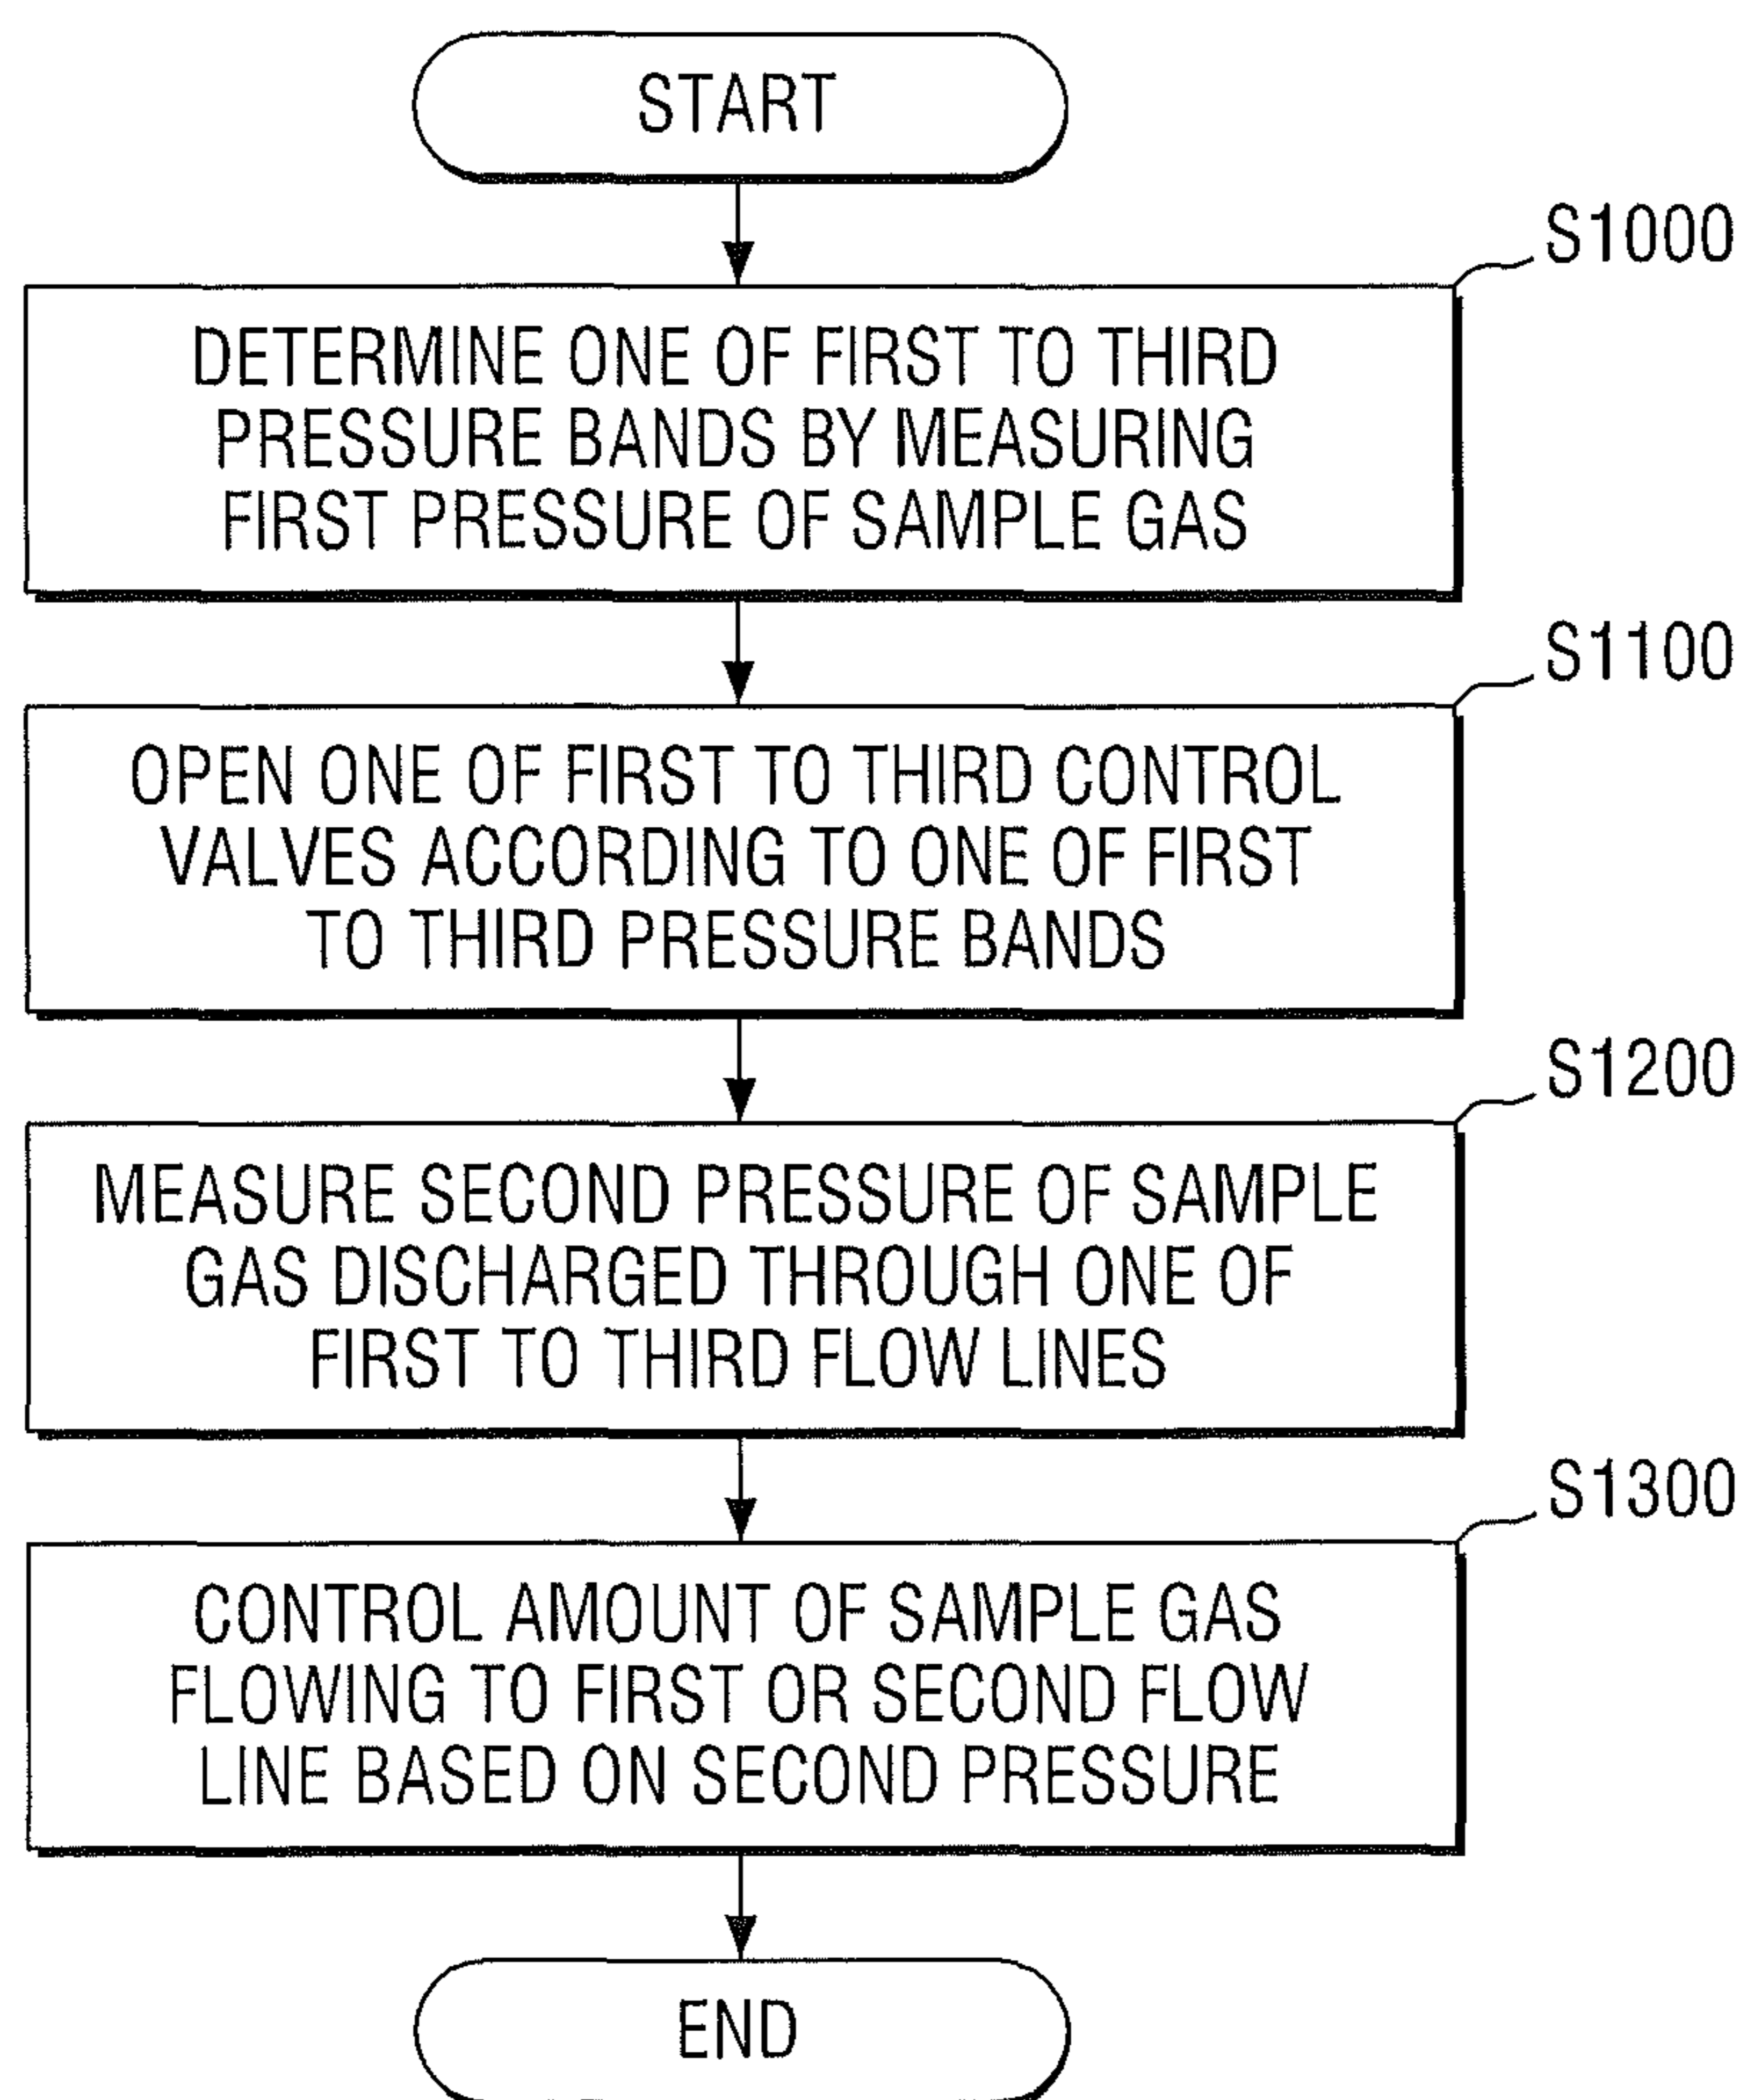 START
S1000
DETERMINE ONE OF FIRST TO THIRD
PRESSURE BANDS BY MEASURING
FIRST PRESSURE OF SAMPLE GAS
S1100
OPEN ONE OF FIRST TO THIRD CONTROL
VALVES ACCORDING TO ONE OF FIRST
TO THIRD PRESSURE BANDS
S1200
MEASURE SECOND PRESSURE OF SAMPLE
GAS DISCHARGED THROUGH ONE OF
FIRST TO THIRD FLOW LINES
S1300
CONTROL AMOUNT OF SAMPLE GAS
FLOWING TO FIRST OR SECOND FLOW
LINE BASED ON SECOND PRESSURE
END